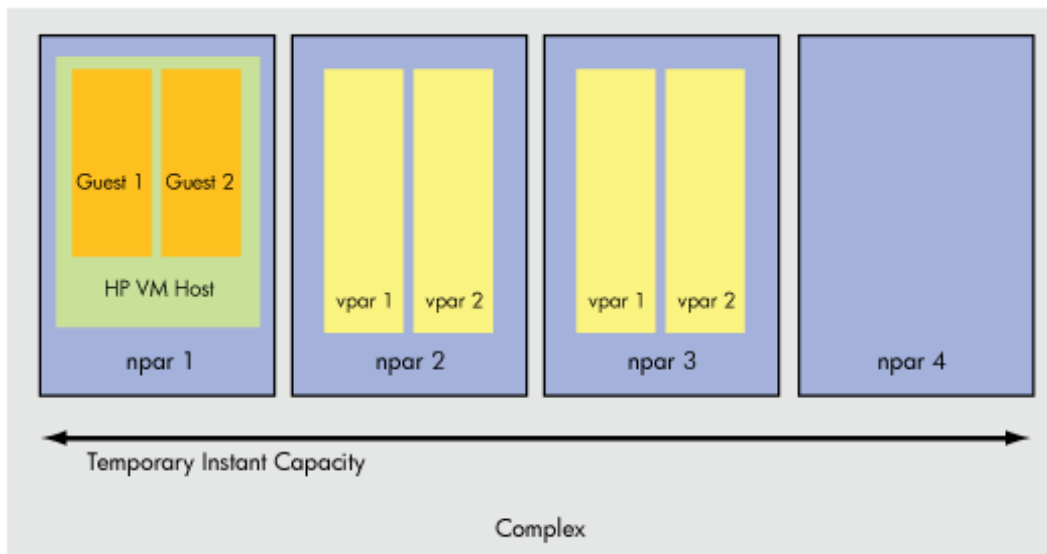 Guest 1 Guest 2
HP VM Host
vpar 1 vpar 2 vpar 1 vpar 2
npar 1 npar 2 npar 3 npar 4
Temporary Instant Capacity
Complex